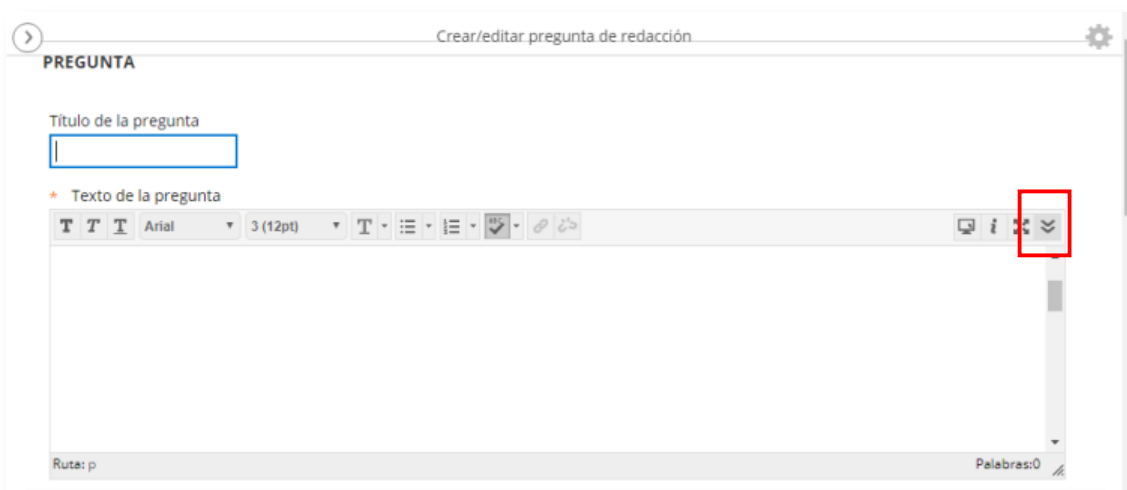 Crear/editar pregunta de redacción
PREGUNTA
Título de la pregunta
* Texto de la pregunta
T T T Arial 3 (12pt) T ABC i
Ruta: p Palabras:0